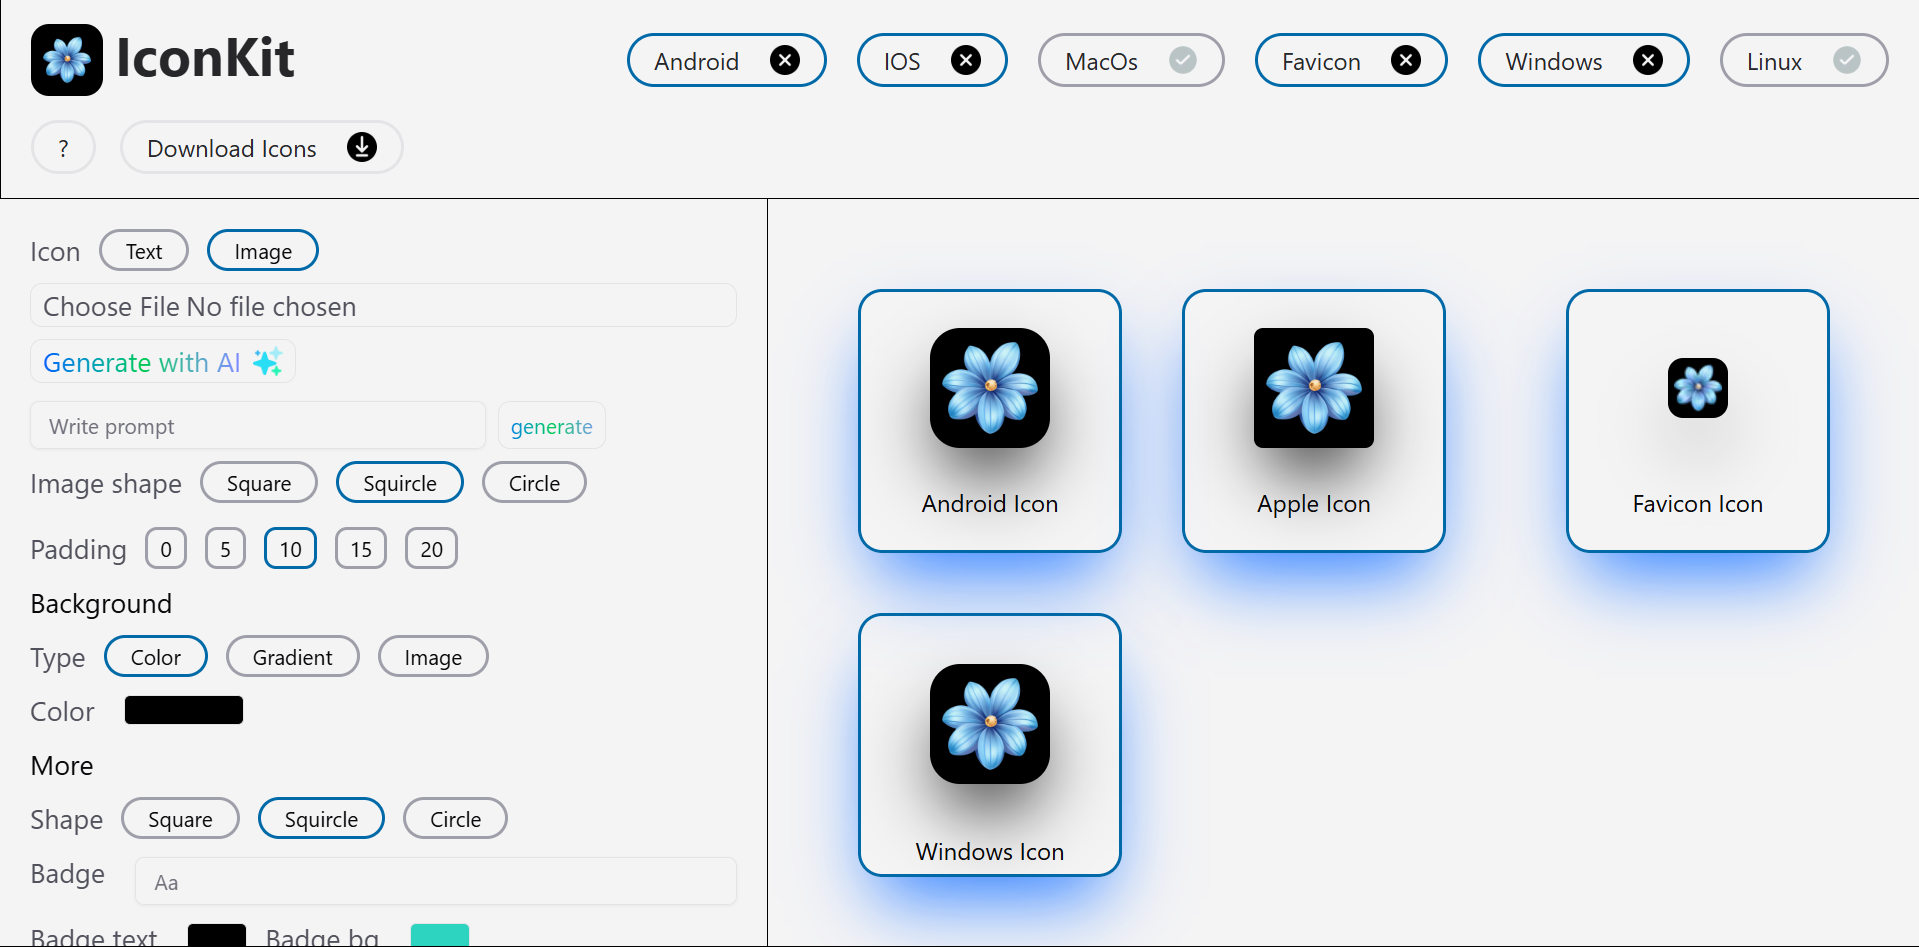 IconKit
Android
IOS
MacOs
Favicon
Windows
Linux
?
Download Icons
Icon
Text
Image
Choose File No file chosen
Generate with AI
Write prompt
generate
Image shape
Square
Squircle
Circle
Padding
0
5
10
15
20
Background
Type
Color
Gradient
Image
Color
More
Shape
Square
Squircle
Circle
Badge
Aa
Badge text
Badge bg
Android Icon
Apple Icon
Favicon Icon
Windows Icon